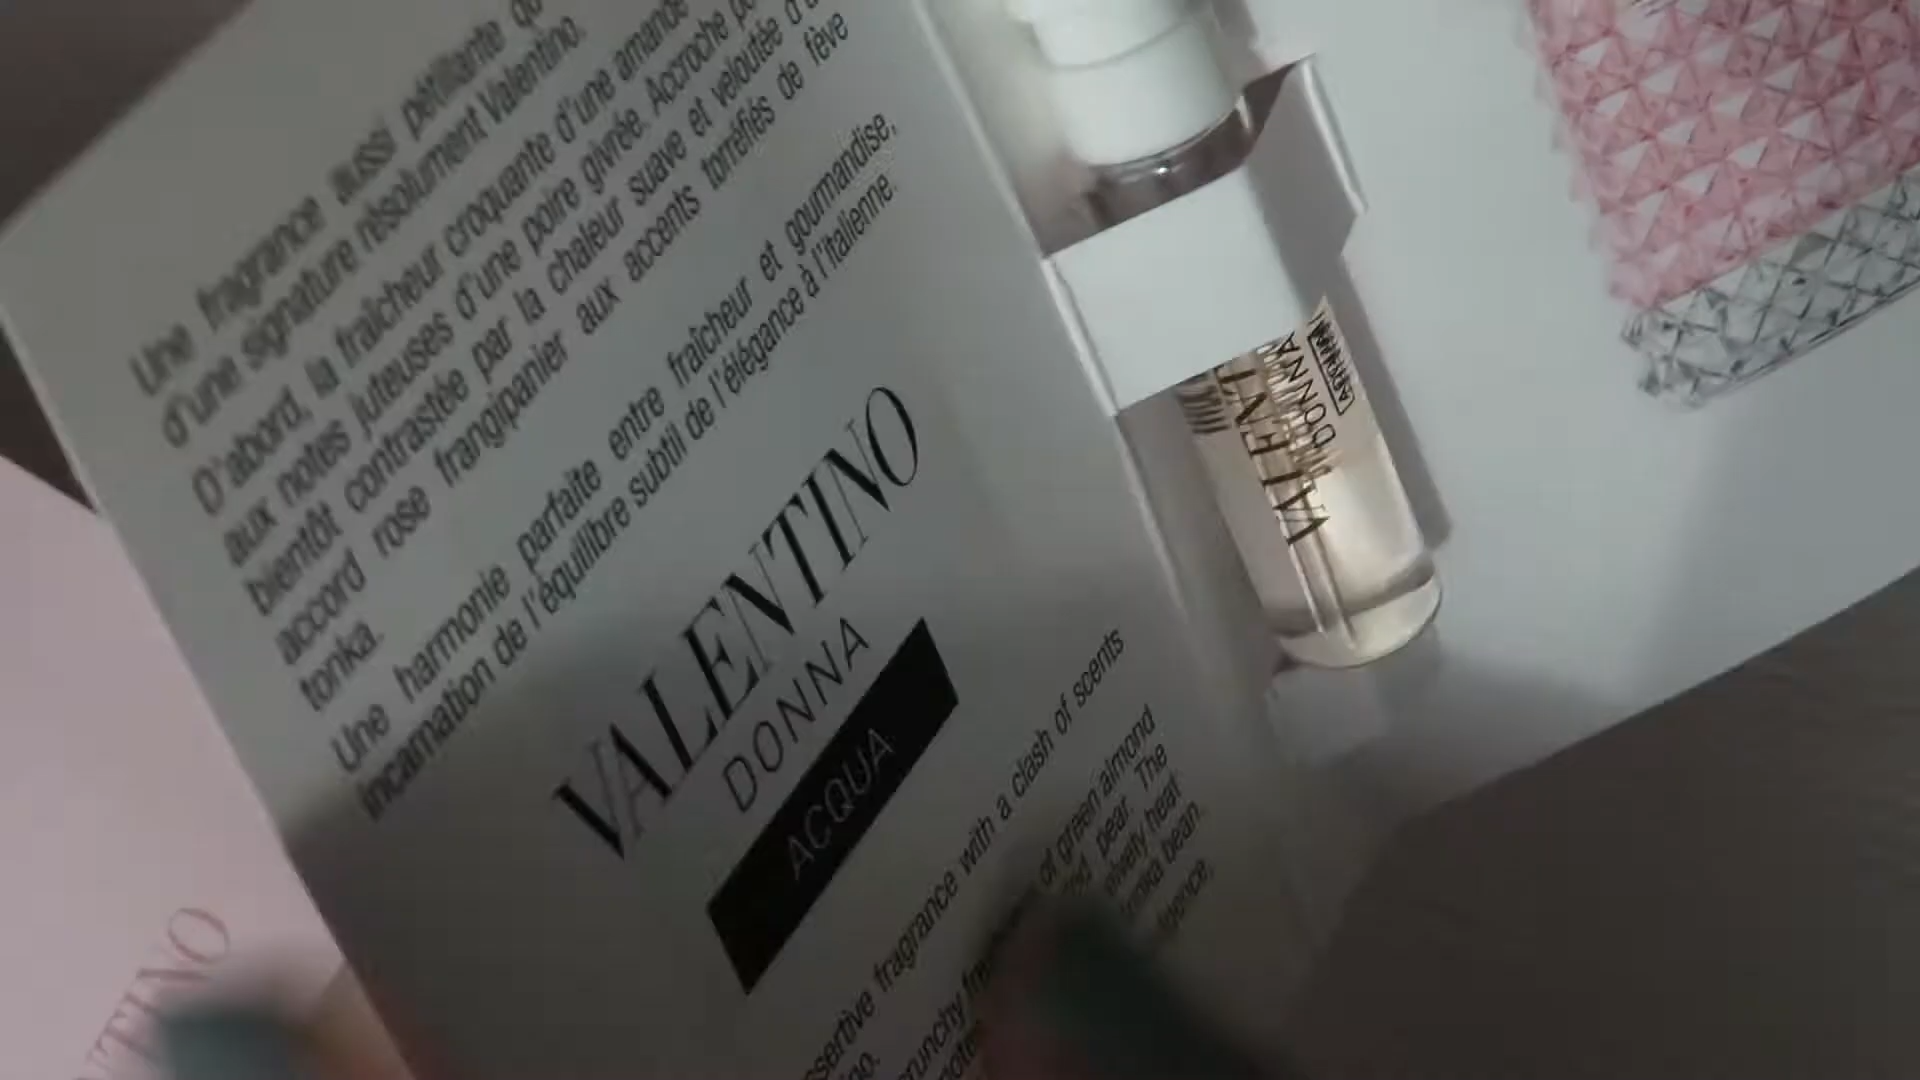 Une fragrance aussi pétillante
d'une signature résolument Valentino.
D'abord, la fraîcheur croquante d'une amande
aux notes juteuses d'une poire givrée. Accroche
bientôt contrastée par la chaleur suave et veloutée
accord rose frangipanier aux accents torréfiés de fève
tonka.
Une harmonie parfaite entre fraîcheur et gourmandise,
incarnation de l'équilibre subtil de l'élégance à l'italienne.
VALENTINO
DONNA
ACQUA
fragrance with a clash of scents
of green almond
pear. The
heat
tonka bean.
VALENT
DONNA